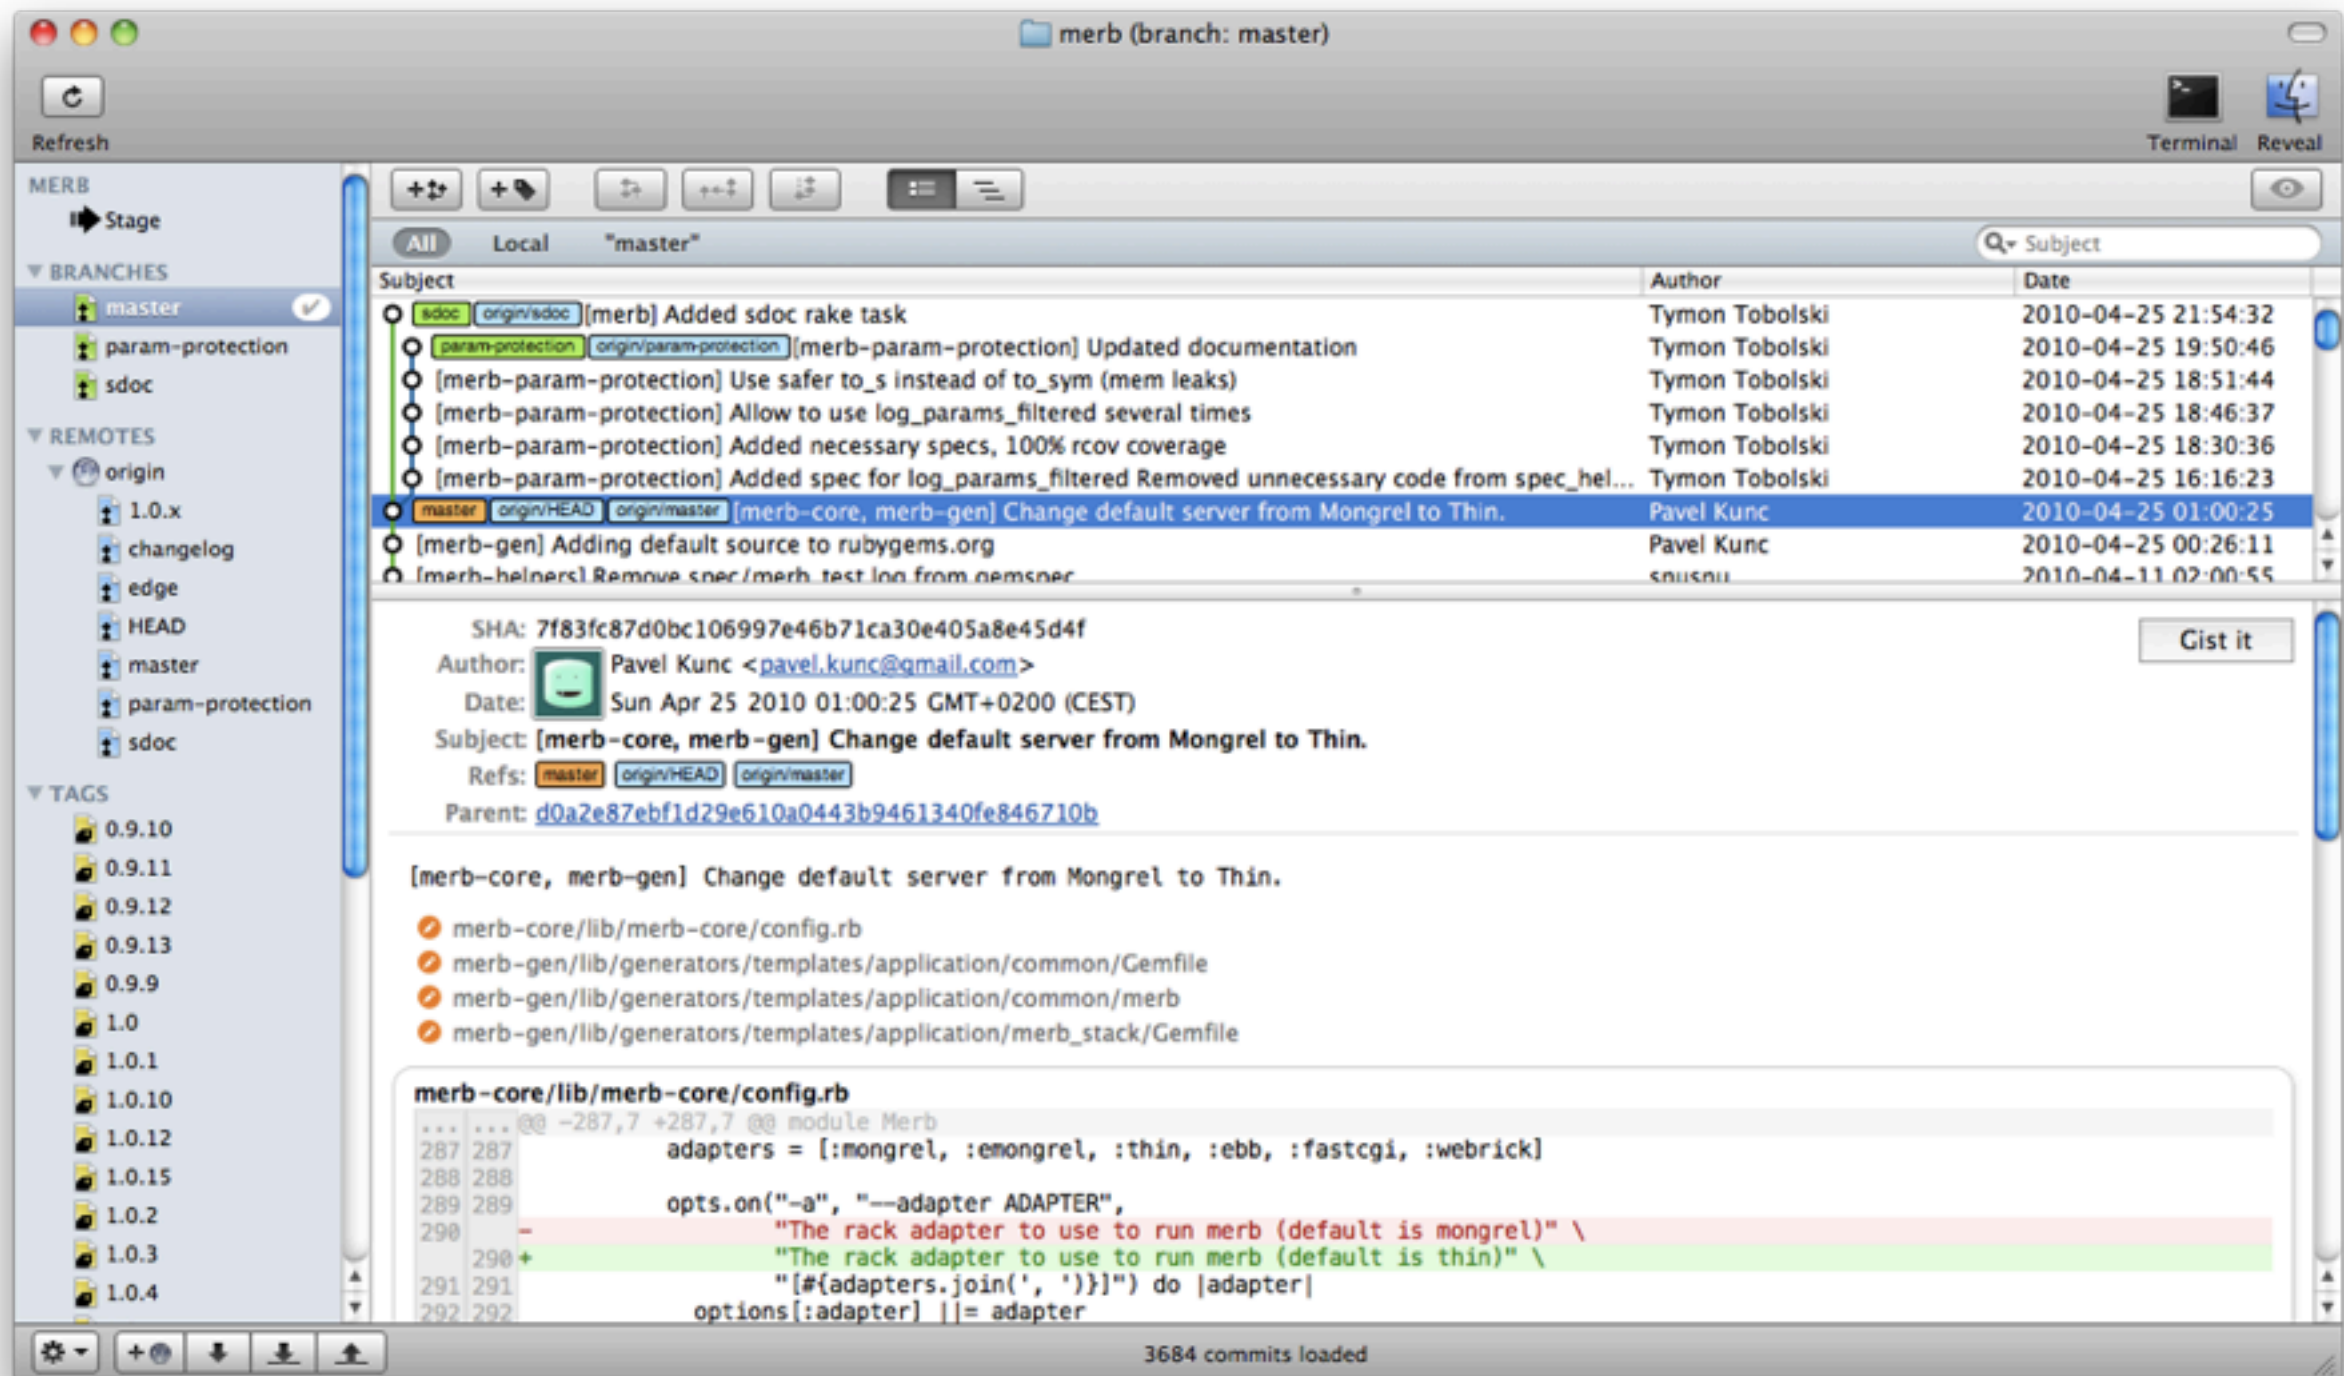 merb (branch: master)
Refresh
Terminal Reveal
MERB
Stage
BRANCHES
master
param-protection
sdoc
REMOTES
origin
1.0.x
changelog
edge
HEAD
master
param-protection
sdoc
TAGS
0.9.10
0.9.11
0.9.12
0.9.13
0.9.9
1.0
1.0.1
1.0.10
1.0.12
1.0.15
1.0.2
1.0.3
1.0.4
All Local "master" Subject
Subject Author Date
sdoc origin/sdoc [merb] Added sdoc rake task Tymon Tobolski 2010-04-25 21:54:32
param-protection origin/param-protection [merb-param-protection] Updated documentation Tymon Tobolski 2010-04-25 19:50:46
[merb-param-protection] Use safer to_s instead of to_sym (mem leaks) Tymon Tobolski 2010-04-25 18:51:44
[merb-param-protection] Allow to use log_params_filtered several times Tymon Tobolski 2010-04-25 18:46:37
[merb-param-protection] Added necessary specs, 100% rcov coverage Tymon Tobolski 2010-04-25 18:30:36
[merb-param-protection] Added spec for log_params_filtered Removed unnecessary code from spec_hel... Tymon Tobolski 2010-04-25 16:16:23
master origin/HEAD origin/master [merb-core, merb-gen] Change default server from Mongrel to Thin. Pavel Kunc 2010-04-25 01:00:25
[merb-gen] Adding default source to rubygems.org Pavel Kunc 2010-04-25 00:26:11
[merb-helpers] Remove spec/merb_test.log from gemspec snusnu 2010-04-11 02:00:55
SHA: 7f83fc87d0bc106997e46b71ca30e405a8e45d4f
Gist it
Author: Pavel Kunc <pavel.kunc@gmail.com>
Date: Sun Apr 25 2010 01:00:25 GMT+0200 (CEST)
Subject: [merb-core, merb-gen] Change default server from Mongrel to Thin.
Refs: master origin/HEAD origin/master
Parent: d0a2e87ebf1d29e610a0443b9461340fe846710b
[merb-core, merb-gen] Change default server from Mongrel to Thin.
merb-core/lib/merb-core/config.rb
merb-gen/lib/generators/templates/application/common/Gemfile
merb-gen/lib/generators/templates/application/common/merb
merb-gen/lib/generators/templates/application/merb_stack/Gemfile
merb-core/lib/merb-core/config.rb
... ... @@ -287,7 +287,7 @@ module Merb
287 287 adapters = [:mongrel, :emongrel, :thin, :ebb, :fastcgi, :webrick]
288 288
289 289 opts.on("-a", "--adapter ADAPTER",
290 - "The rack adapter to use to run merb (default is mongrel)" \
290 + "The rack adapter to use to run merb (default is thin)" \
291 291 "[#{adapters.join(', ')}]") do |adapter|
292 292 options[:adapter] ||= adapter
3684 commits loaded